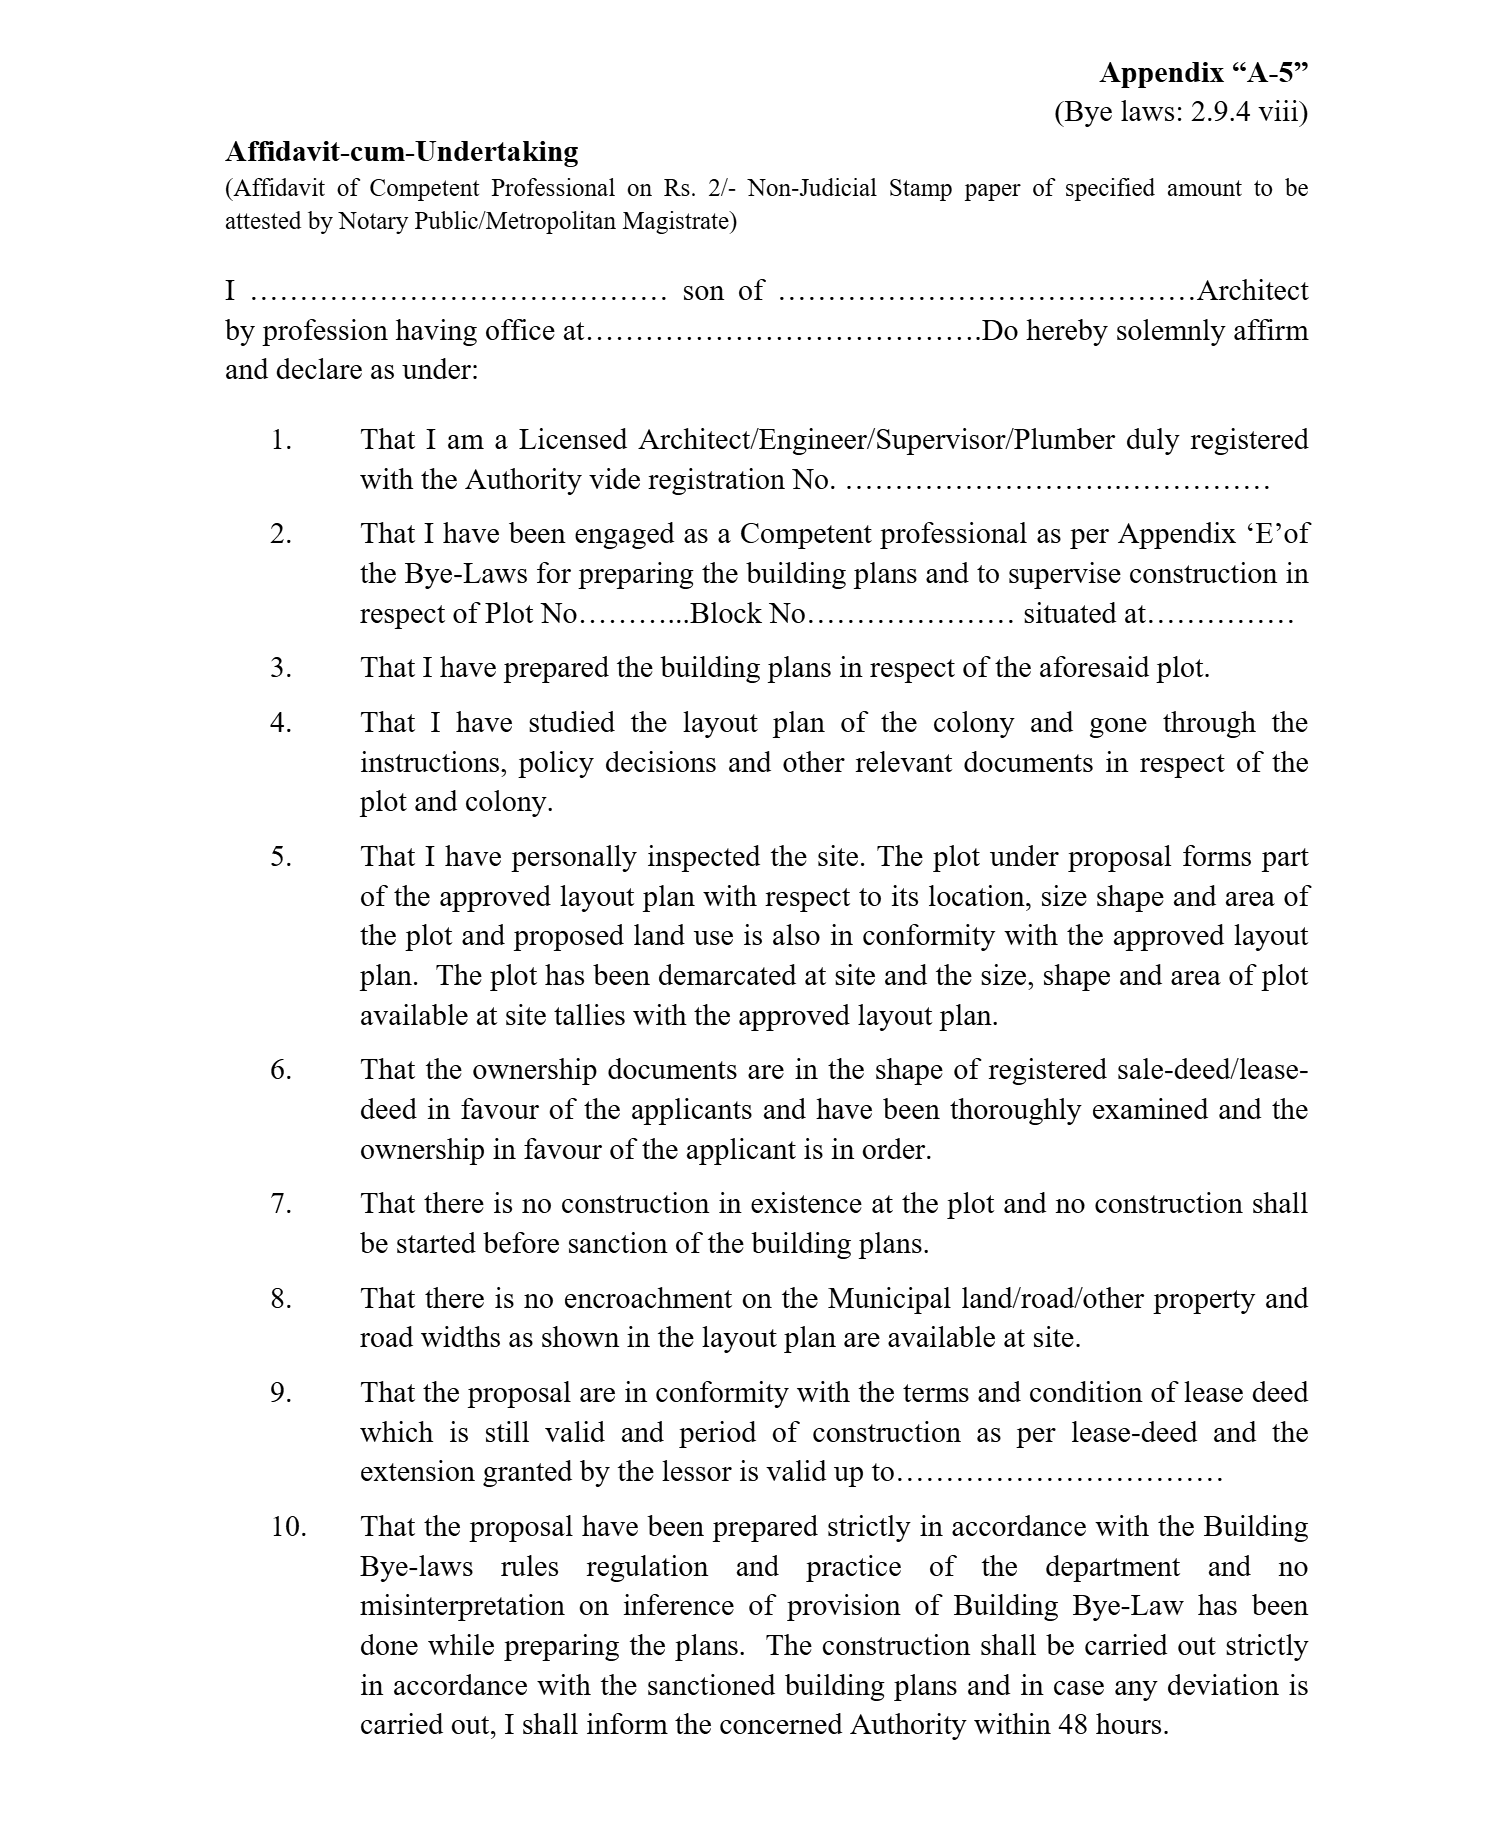 Appendix “A-5”
(Bye laws: 2.9.4 viii)
Affidavit-cum-Undertaking
(Affidavit of Competent Professional on Rs. 2/- Non-Judicial Stamp paper of specified amount to be
attested by Notary Public/Metropolitan Magistrate)
I …………………………………… son of ……………………………………Architect
by profession having office at………………………………….Do hereby solemnly affirm
and declare as under:
1. That I am a Licensed Architect/Engineer/Supervisor/Plumber duly registered
with the Authority vide registration No. ……………………….……………
2. That I have been engaged as a Competent professional as per Appendix ‘E’of
the Bye-Laws for preparing the building plans and to supervise construction in
respect of Plot No………...Block No………………… situated at……………
3. That I have prepared the building plans in respect of the aforesaid plot.
4. That I have studied the layout plan of the colony and gone through the
instructions, policy decisions and other relevant documents in respect of the
plot and colony.
5. That I have personally inspected the site. The plot under proposal forms part
of the approved layout plan with respect to its location, size shape and area of
the plot and proposed land use is also in conformity with the approved layout
plan.  The plot has been demarcated at site and the size, shape and area of plot
available at site tallies with the approved layout plan.
6. That the ownership documents are in the shape of registered sale-deed/lease-
deed in favour of the applicants and have been thoroughly examined and the
ownership in favour of the applicant is in order.
7. That there is no construction in existence at the plot and no construction shall
be started before sanction of the building plans.
8. That there is no encroachment on the Municipal land/road/other property and
road widths as shown in the layout plan are available at site.
9. That the proposal are in conformity with the terms and condition of lease deed
which is still valid and period of construction as per lease-deed and the
extension granted by the lessor is valid up to……………………………
10. That the proposal have been prepared strictly in accordance with the Building
Bye-laws rules regulation and practice of the department and no
misinterpretation on inference of provision of Building Bye-Law has been
done while preparing the plans.  The construction shall be carried out strictly
in accordance with the sanctioned building plans and in case any deviation is
carried out, I shall inform the concerned Authority within 48 hours.